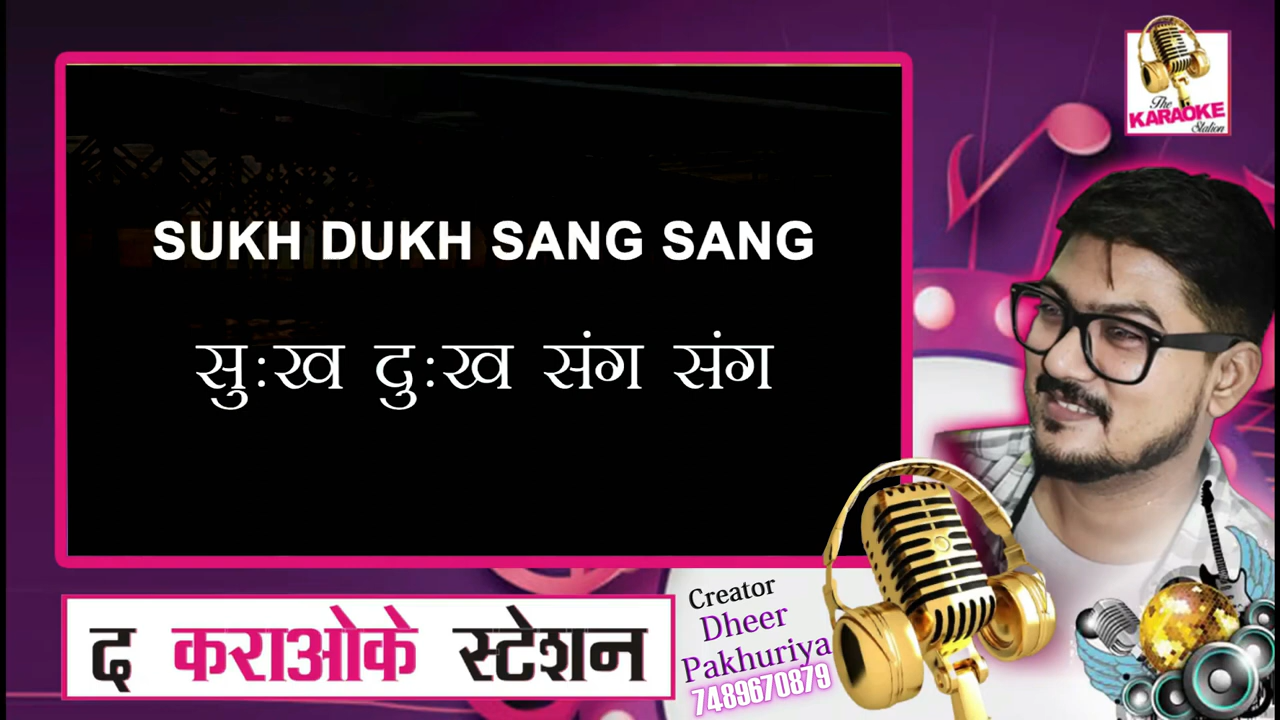 The
KARAOKE
Station
SUKH DUKH SANG SANG
सु:ख दु:ख संग संग
द कराओके स्टेशन
Creator
Dheer
Pakhuriya
7489670879